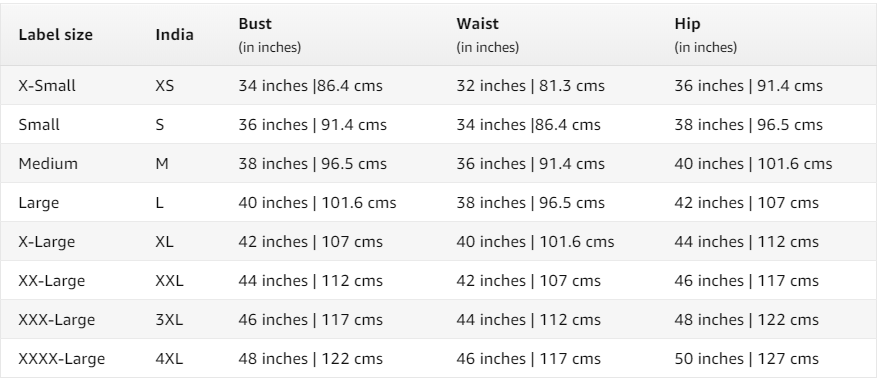 Label size India Bust (in inches) Waist (in inches) Hip (in inches)
X-Small XS 34 inches |86.4 cms 32 inches | 81.3 cms 36 inches | 91.4 cms
Small S 36 inches | 91.4 cms 34 inches |86.4 cms 38 inches | 96.5 cms
Medium M 38 inches | 96.5 cms 36 inches | 91.4 cms 40 inches | 101.6 cms
Large L 40 inches | 101.6 cms 38 inches | 96.5 cms 42 inches | 107 cms
X-Large XL 42 inches | 107 cms 40 inches | 101.6 cms 44 inches | 112 cms
XX-Large XXL 44 inches | 112 cms 42 inches | 107 cms 46 inches | 117 cms
XXX-Large 3XL 46 inches | 117 cms 44 inches | 112 cms 48 inches | 122 cms
XXXX-Large 4XL 48 inches | 122 cms 46 inches | 117 cms 50 inches | 127 cms